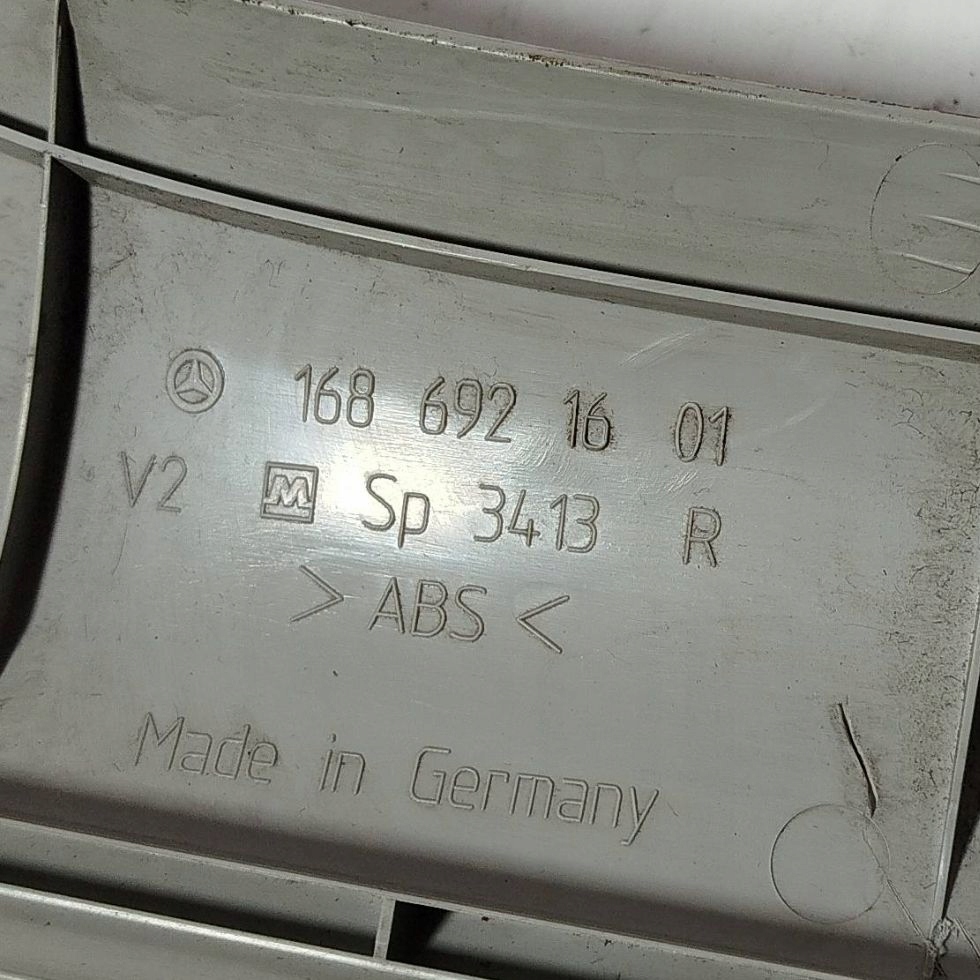 168 692 16 01
V2 M Sp 3413 R
> ABS <
Made in Germany